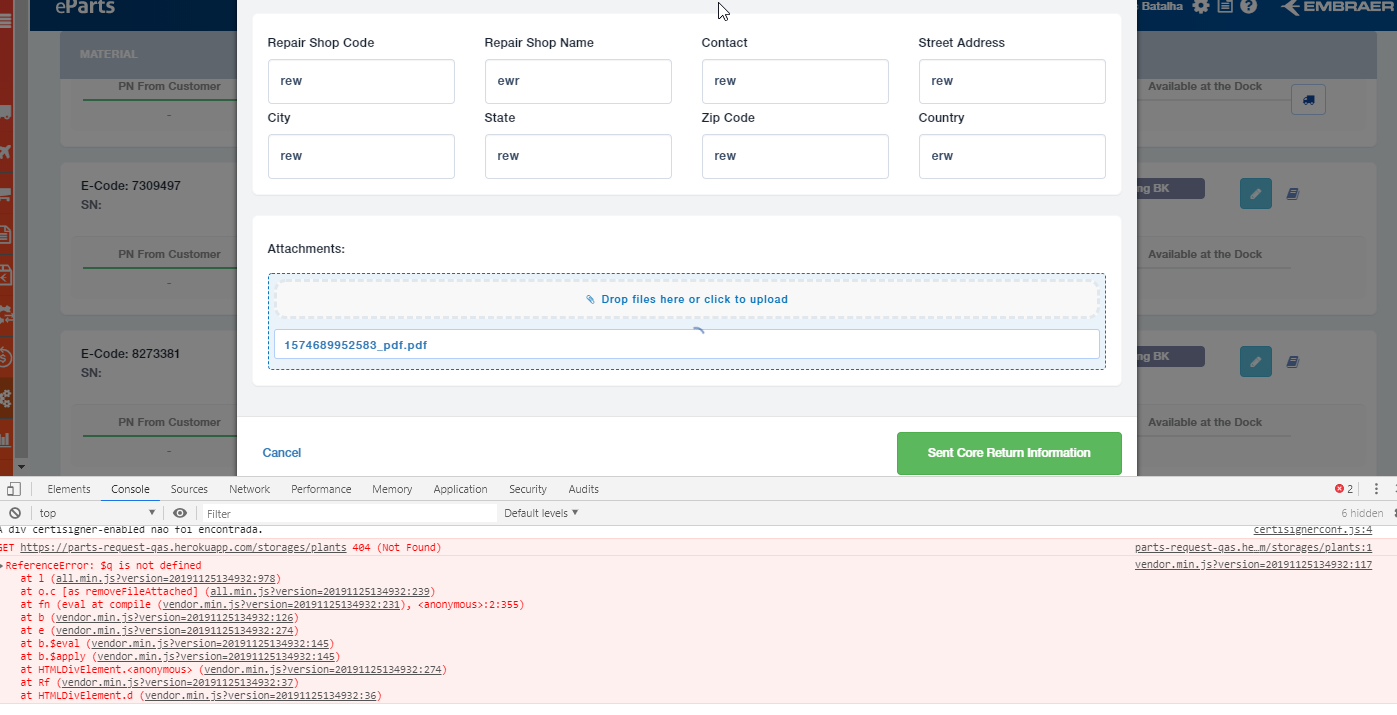 eParts
Batalha
EMBRAER
MATERIAL
PN From Customer
-
Available at the Dock
Repair Shop Code
Repair Shop Name
Contact
Street Address
rew
ewr
rew
rew
City
State
Zip Code
Country
rew
rew
rew
erw
E-Code: 7309497
SN:
ng BK
PN From Customer
-
Available at the Dock
Attachments:
Drop files here or click to upload
1574689952583_pdf.pdf
E-Code: 8273381
SN:
ng BK
PN From Customer
-
Available at the Dock
Cancel
Sent Core Return Information
Elements Console Sources Network Performance Memory Application Security Audits
2
top
Filter
Default levels ▼
6 hidden
A div certisigner-enabled nao foi encontrada.
certisignerconf.js:4
GET https://parts-request-qas.herokuapp.com/storages/plants 404 (Not Found)
parts-request-qas.he…m/storages/plants:1
ReferenceError: $q is not defined
vendor.min.js?version=20191125134932:117
at l (all.min.js?version=20191125134932:978)
at o.c [as removeFileAttached] (all.min.js?version=20191125134932:239)
at fn (eval at compile (vendor.min.js?version=20191125134932:231), <anonymous>:2:355)
at b (vendor.min.js?version=20191125134932:126)
at e (vendor.min.js?version=20191125134932:274)
at b.$eval (vendor.min.js?version=20191125134932:145)
at b.$apply (vendor.min.js?version=20191125134932:145)
at HTMLDivElement.<anonymous> (vendor.min.js?version=20191125134932:274)
at Rf (vendor.min.js?version=20191125134932:37)
at HTMLDivElement.d (vendor.min.js?version=20191125134932:36)